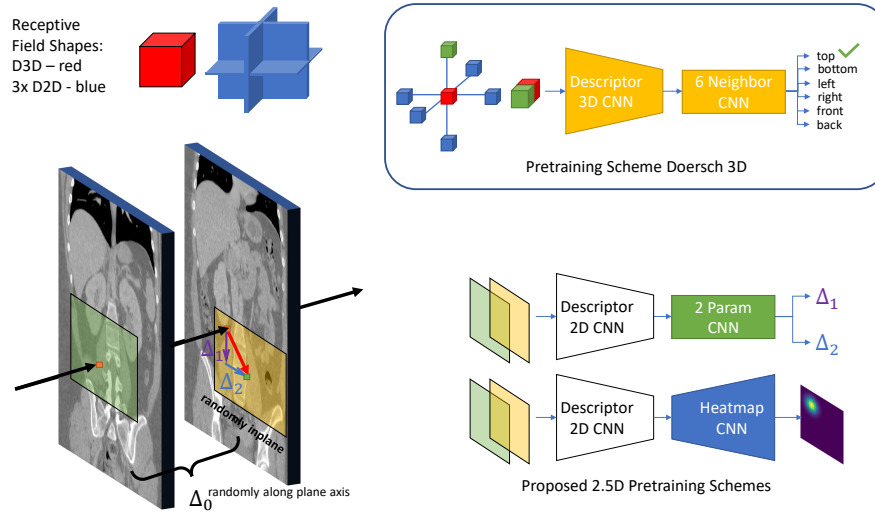 Receptive
Field Shapes:
D3D – red
3x D2D - blue
Descriptor
3D CNN
6 Neighbor
CNN
top
bottom
left
right
front
back
Pretraining Scheme Doersch 3D
Δ1
Δ2
randomly inplane
Δ0 randomly along plane axis
Descriptor
2D CNN
2 Param
CNN
Δ1
Δ2
Descriptor
2D CNN
Heatmap
CNN
Proposed 2.5D Pretraining Schemes